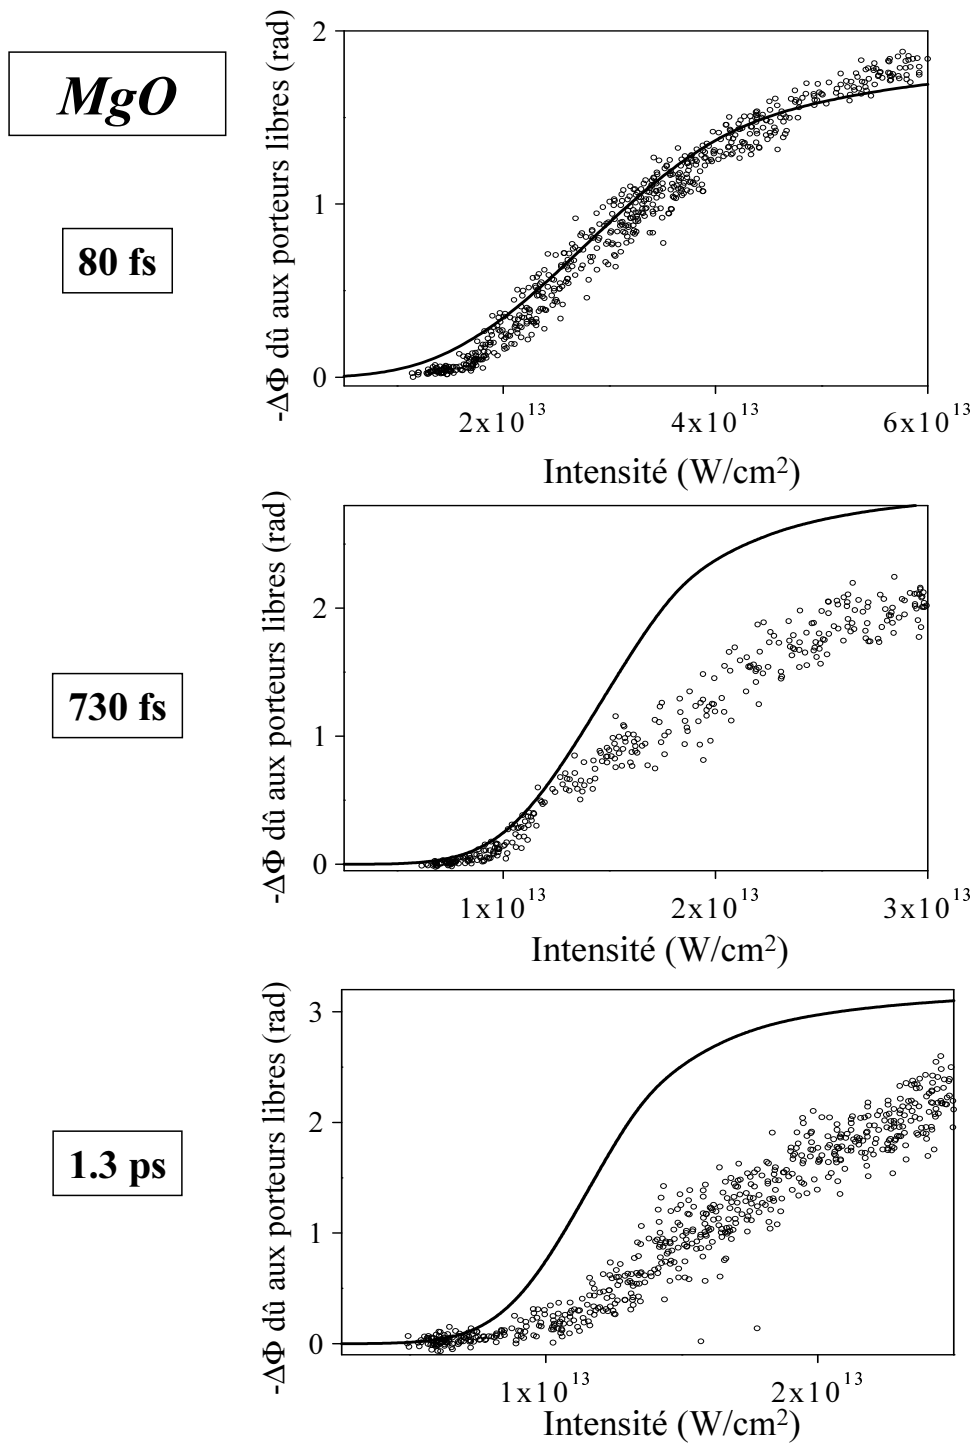 MgO
80 fs
-ΔΦ dû aux porteurs libres (rad)
2
1
0
2x10¹³ 4x10¹³ 6x10¹³
Intensité (W/cm²)
730 fs
-ΔΦ dû aux porteurs libres (rad)
2
1
0
1x10¹³ 2x10¹³ 3x10¹³
Intensité (W/cm²)
1.3 ps
-ΔΦ dû aux porteurs libres (rad)
3
2
1
0
1x10¹³ 2x10¹³
Intensité (W/cm²)